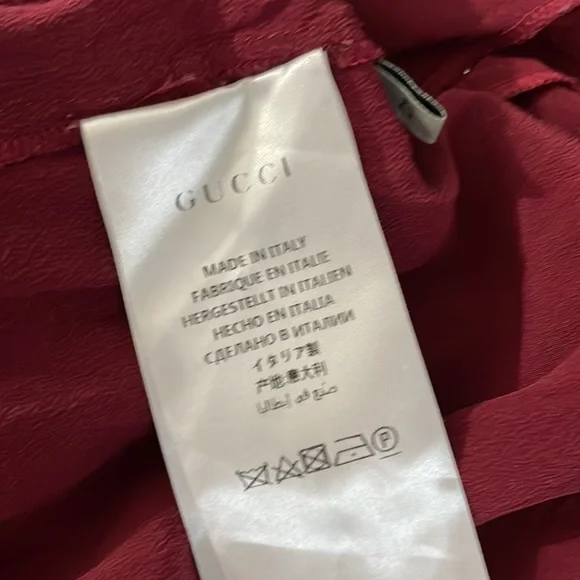 GUCCI
MADE IN ITALY
FABRIQUE EN ITALIE
HERGESTELLT IN ITALIEN
HECHO EN ITALIA
СДЕЛАНО В ИТАЛИИ
イタリア製
产地:意大利
صنع في إيطاليا
P